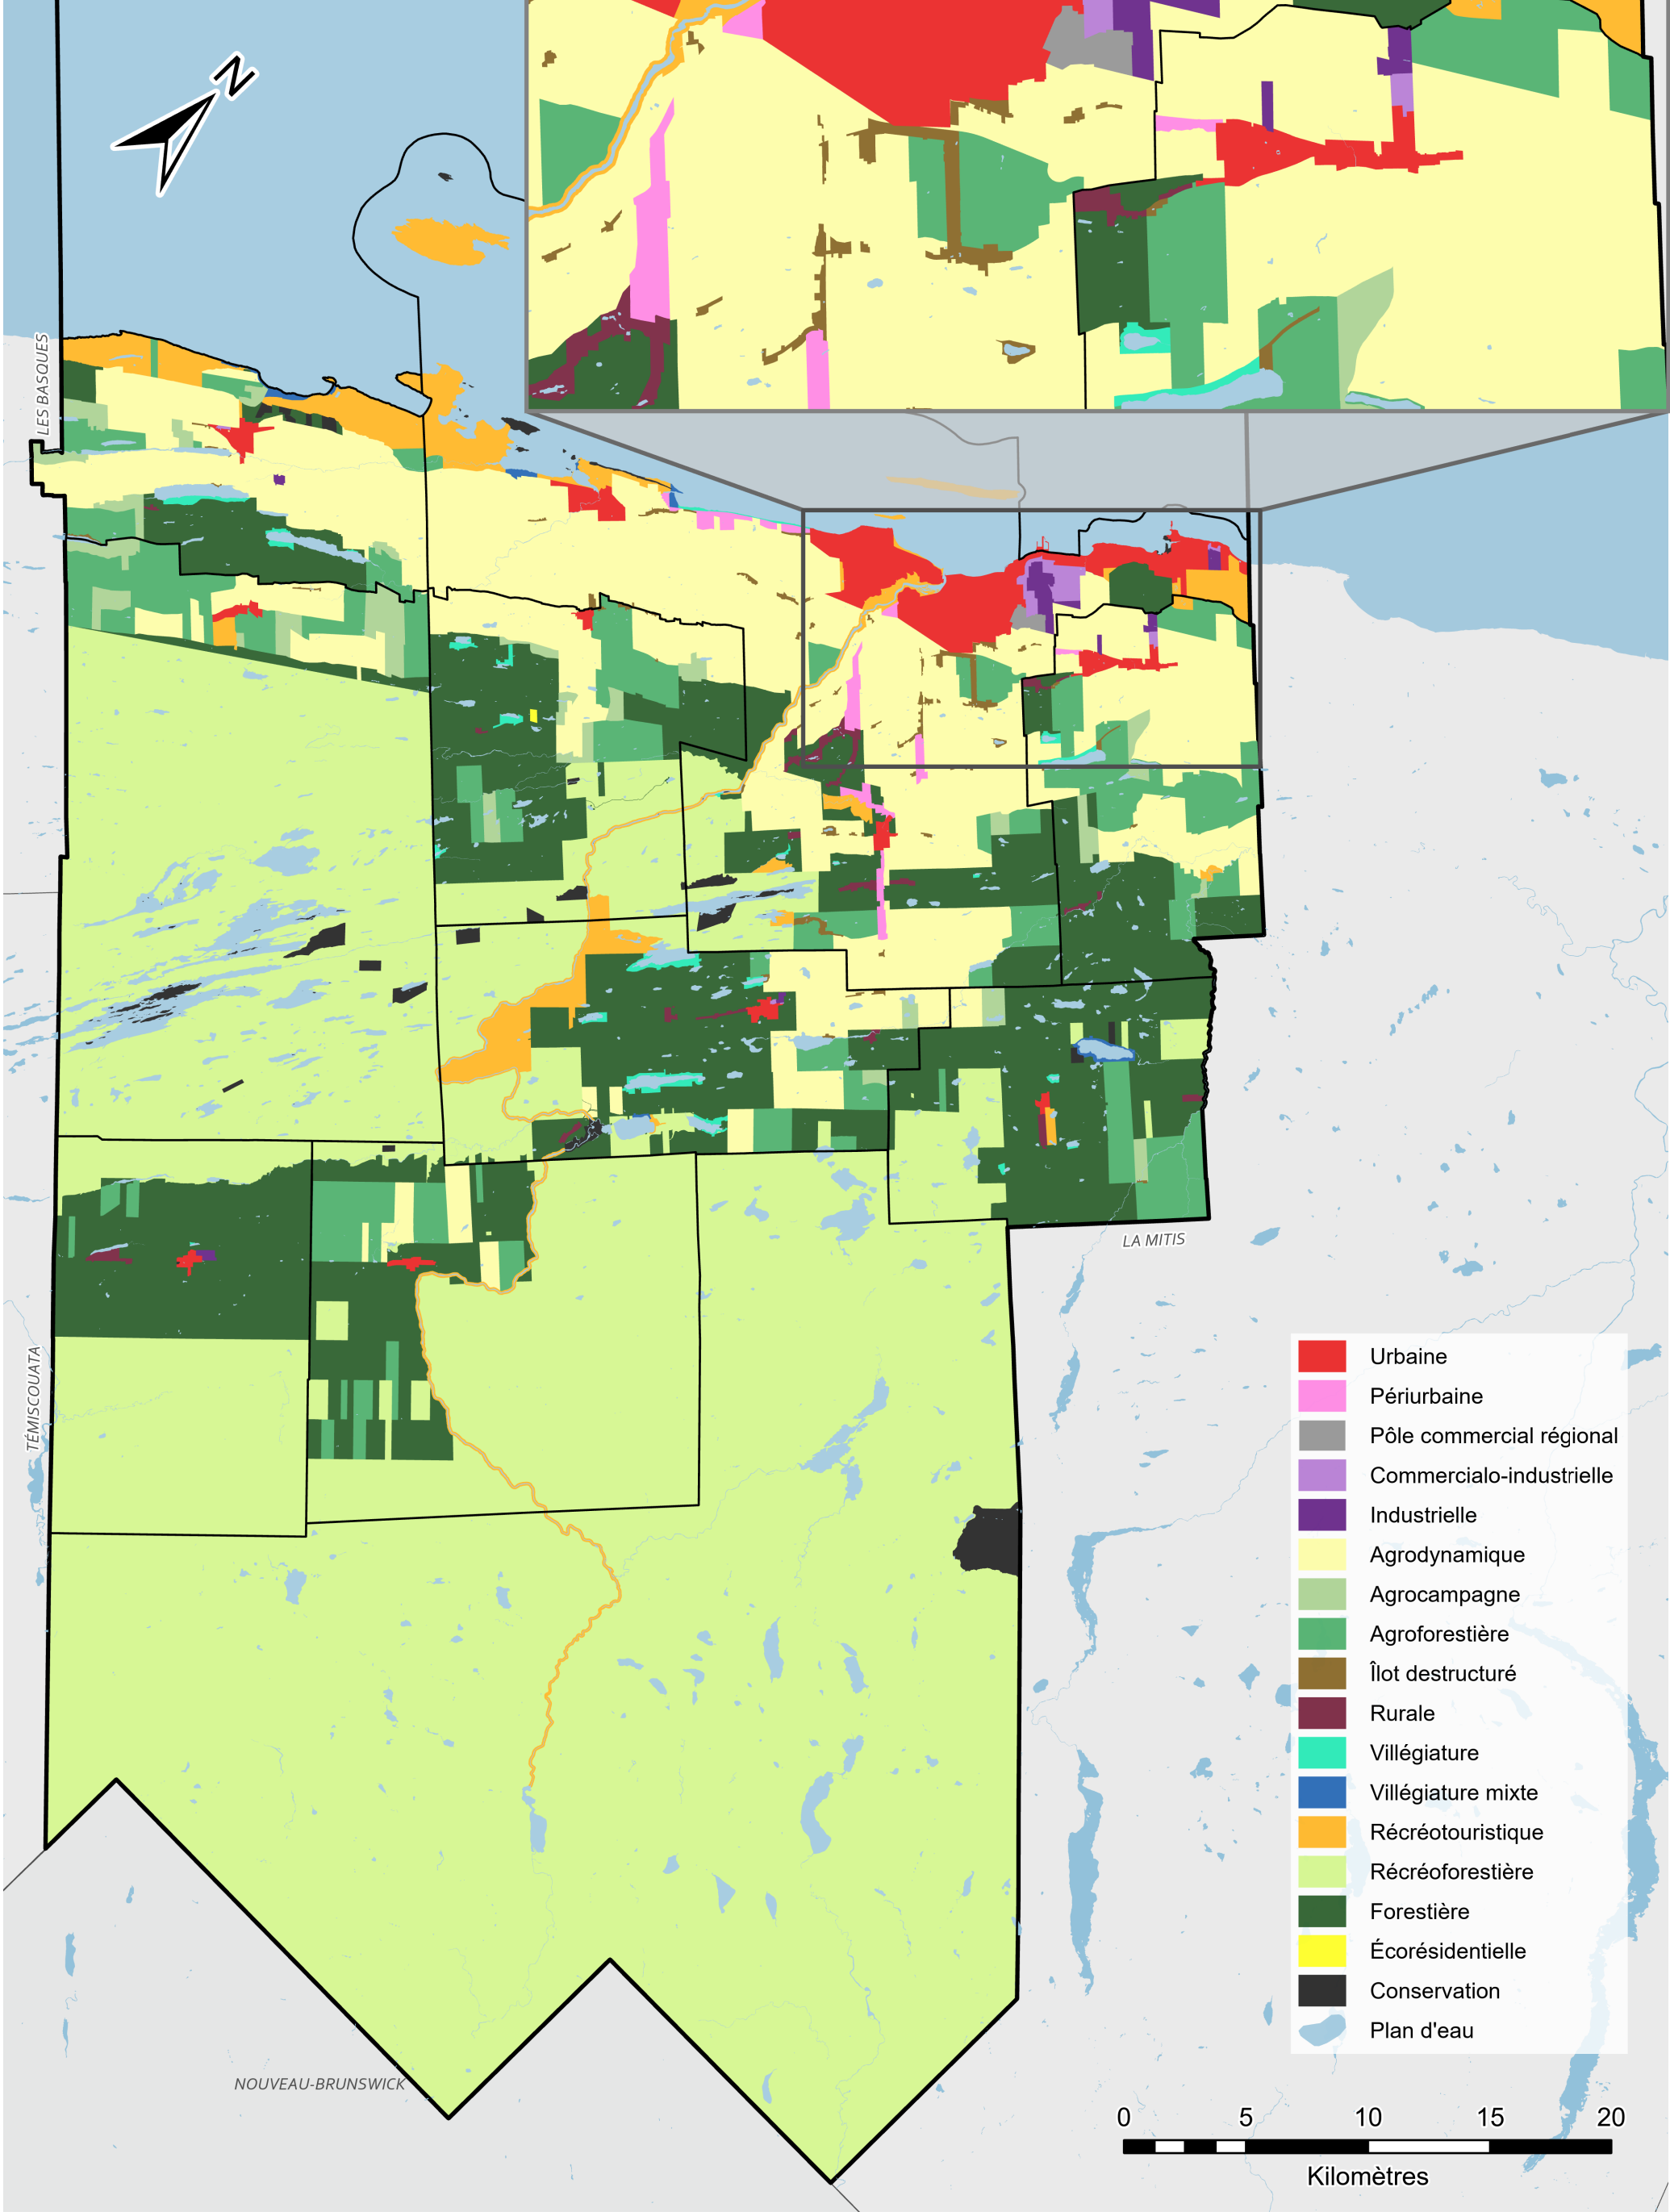 N
LES BASQUES
LA MITIS
TÉMISCOUATA
NOUVEAU-BRUNSWICK
Urbaine
Périurbaine
Pôle commercial régional
Commercialo-industrielle
Industrielle
Agrodynamique
Agrocampagne
Agroforestière
Îlot destructuré
Rurale
Villégiature
Villégiature mixte
Récréotouristique
Récréoforestière
Forestière
Écorésidentielle
Conservation
Plan d'eau
0 5 10 15 20
Kilomètres